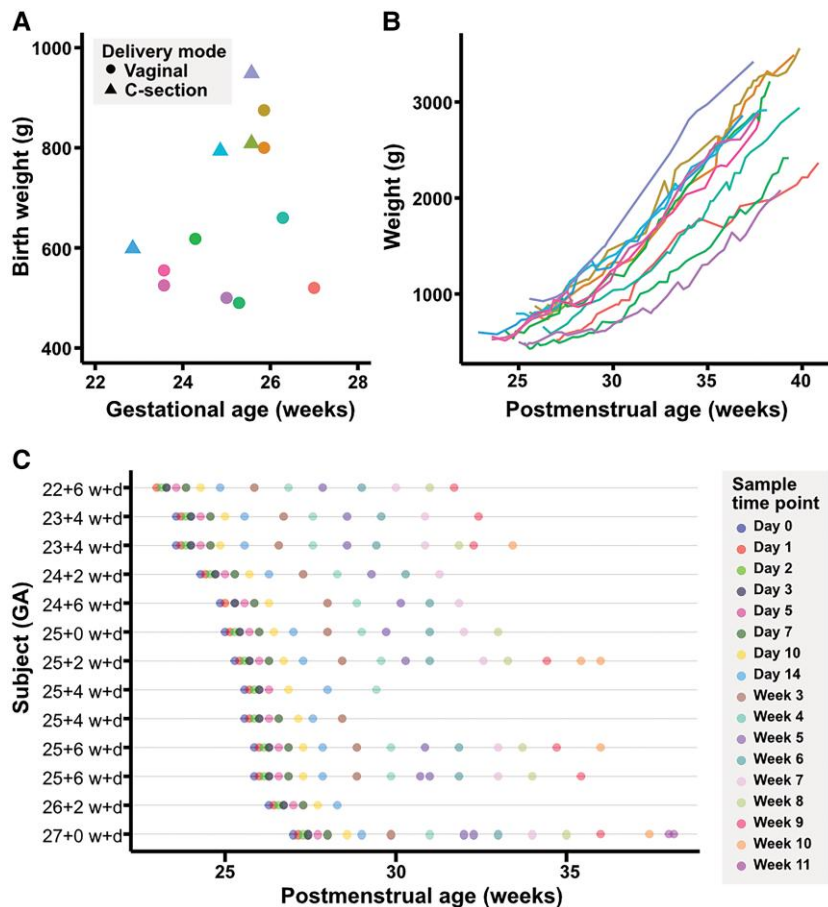 A
Delivery mode
Vaginal
C-section
1000
800
600
400
Birth weight (g)
22
24
26
28
Gestational age (weeks)
B
3000
2000
1000
Weight (g)
25
30
35
40
Postmenstrual age (weeks)
C
22+6 w+d
23+4 w+d
23+4 w+d
24+2 w+d
24+6 w+d
25+0 w+d
25+2 w+d
25+4 w+d
25+4 w+d
25+6 w+d
25+6 w+d
26+2 w+d
27+0 w+d
Subject (GA)
25
30
35
Postmenstrual age (weeks)
Sample
time point
Day 0
Day 1
Day 2
Day 3
Day 5
Day 7
Day 10
Day 14
Week 3
Week 4
Week 5
Week 6
Week 7
Week 8
Week 9
Week 10
Week 11